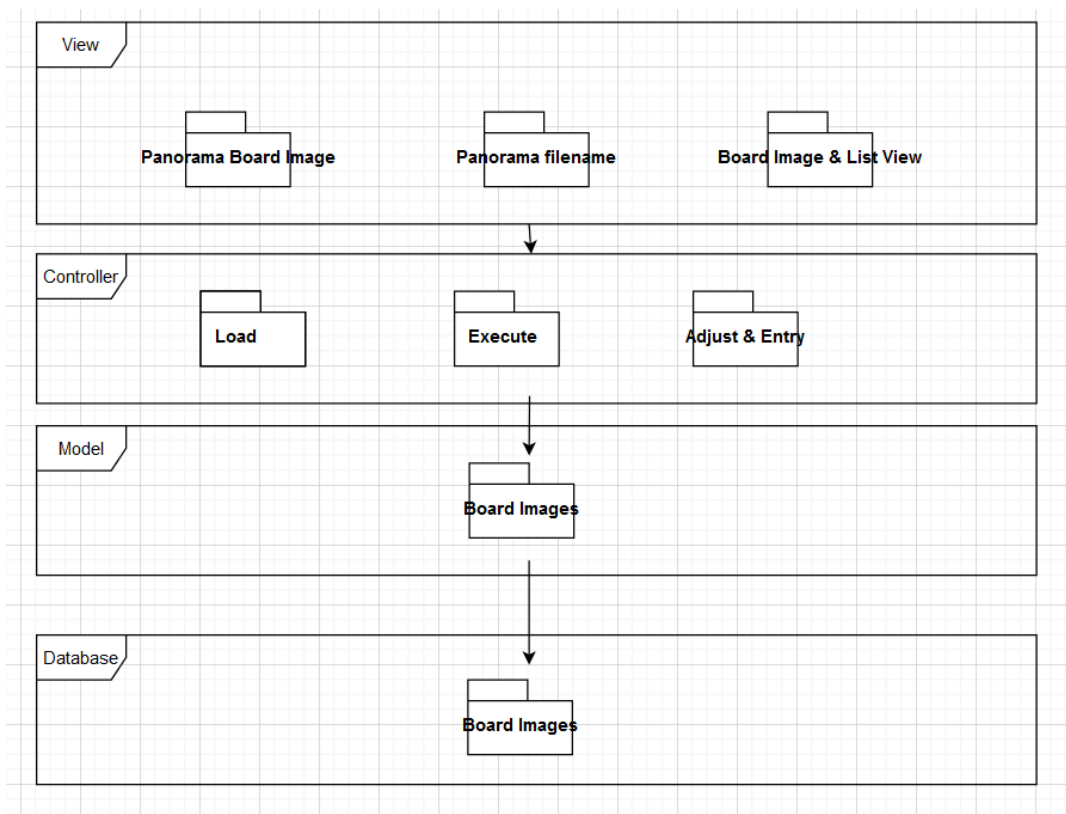 View
Panorama Board Image
Panorama filename
Board Image & List View
Controller
Load
Execute
Adjust & Entry
Model
Board Images
Database
Board Images